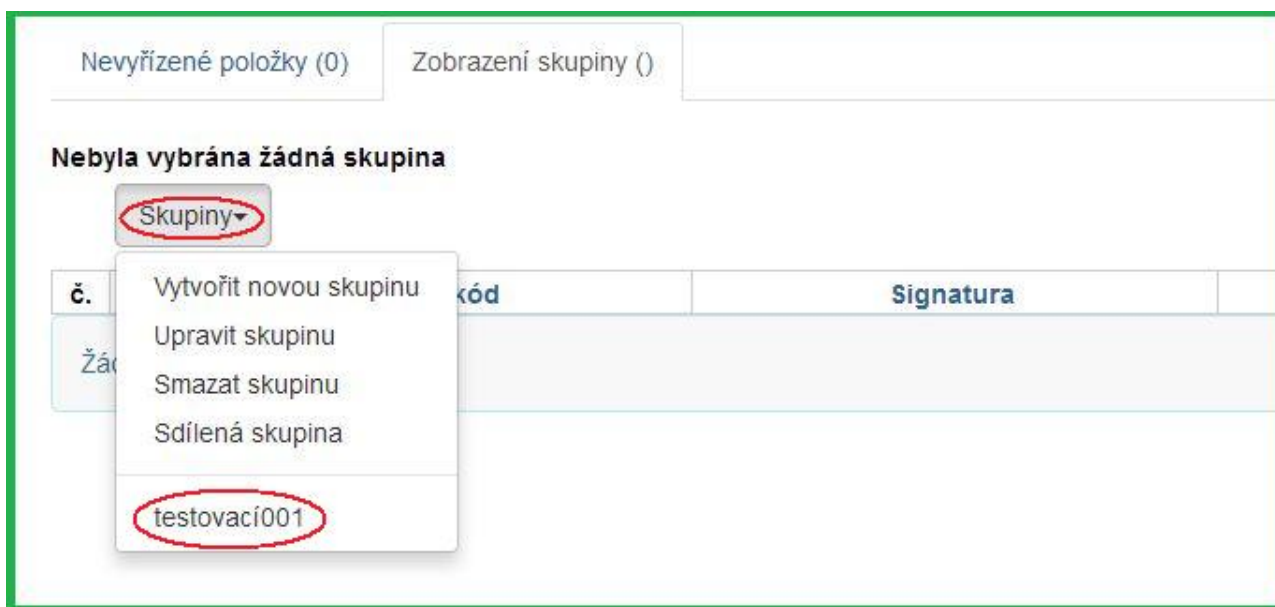 Nevyřízené položky (0) Zobrazení skupiny ()
Nebyla vybrána žádná skupina
Skupiny
č. kód Signatura
Vytvořit novou skupinu
Upravit skupinu
Smazat skupinu
Sdílená skupina
testovací001